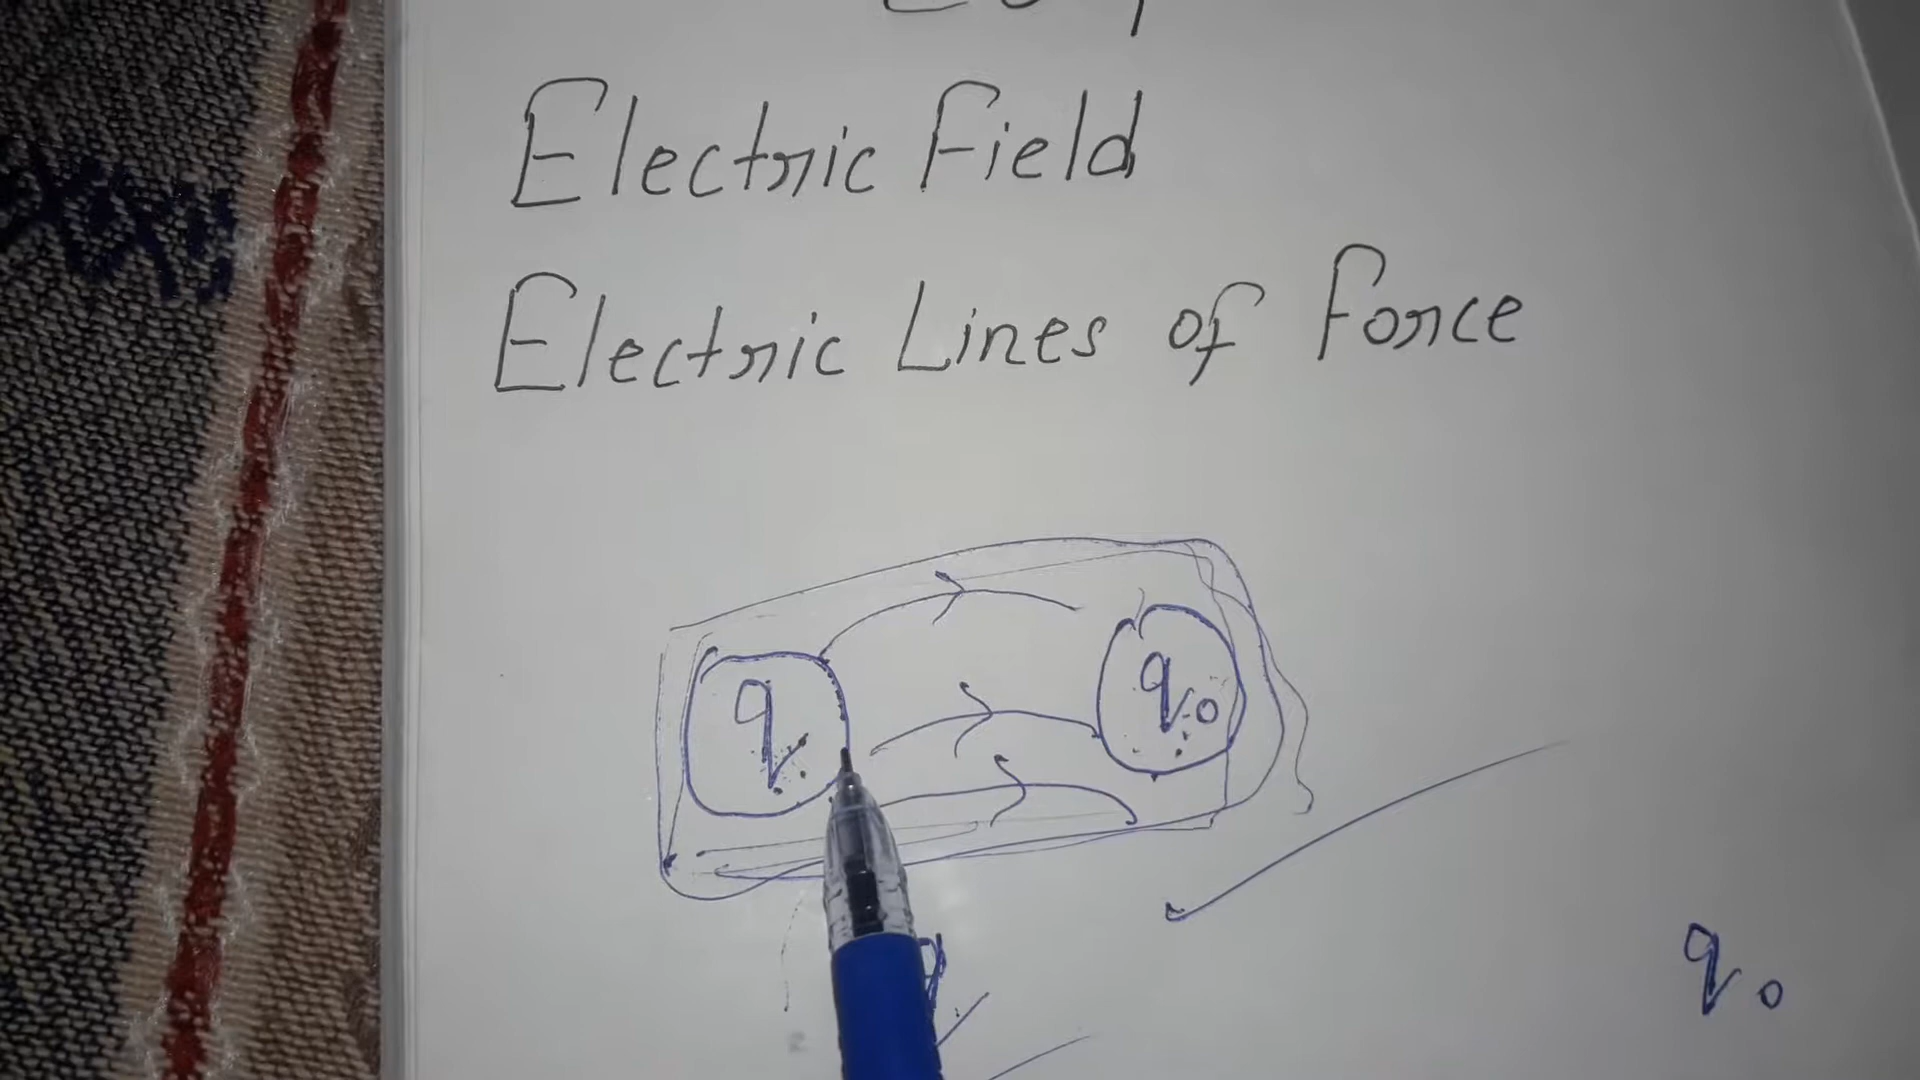 Electric Field
Electric Lines of Force
q
q₀
q
q₀